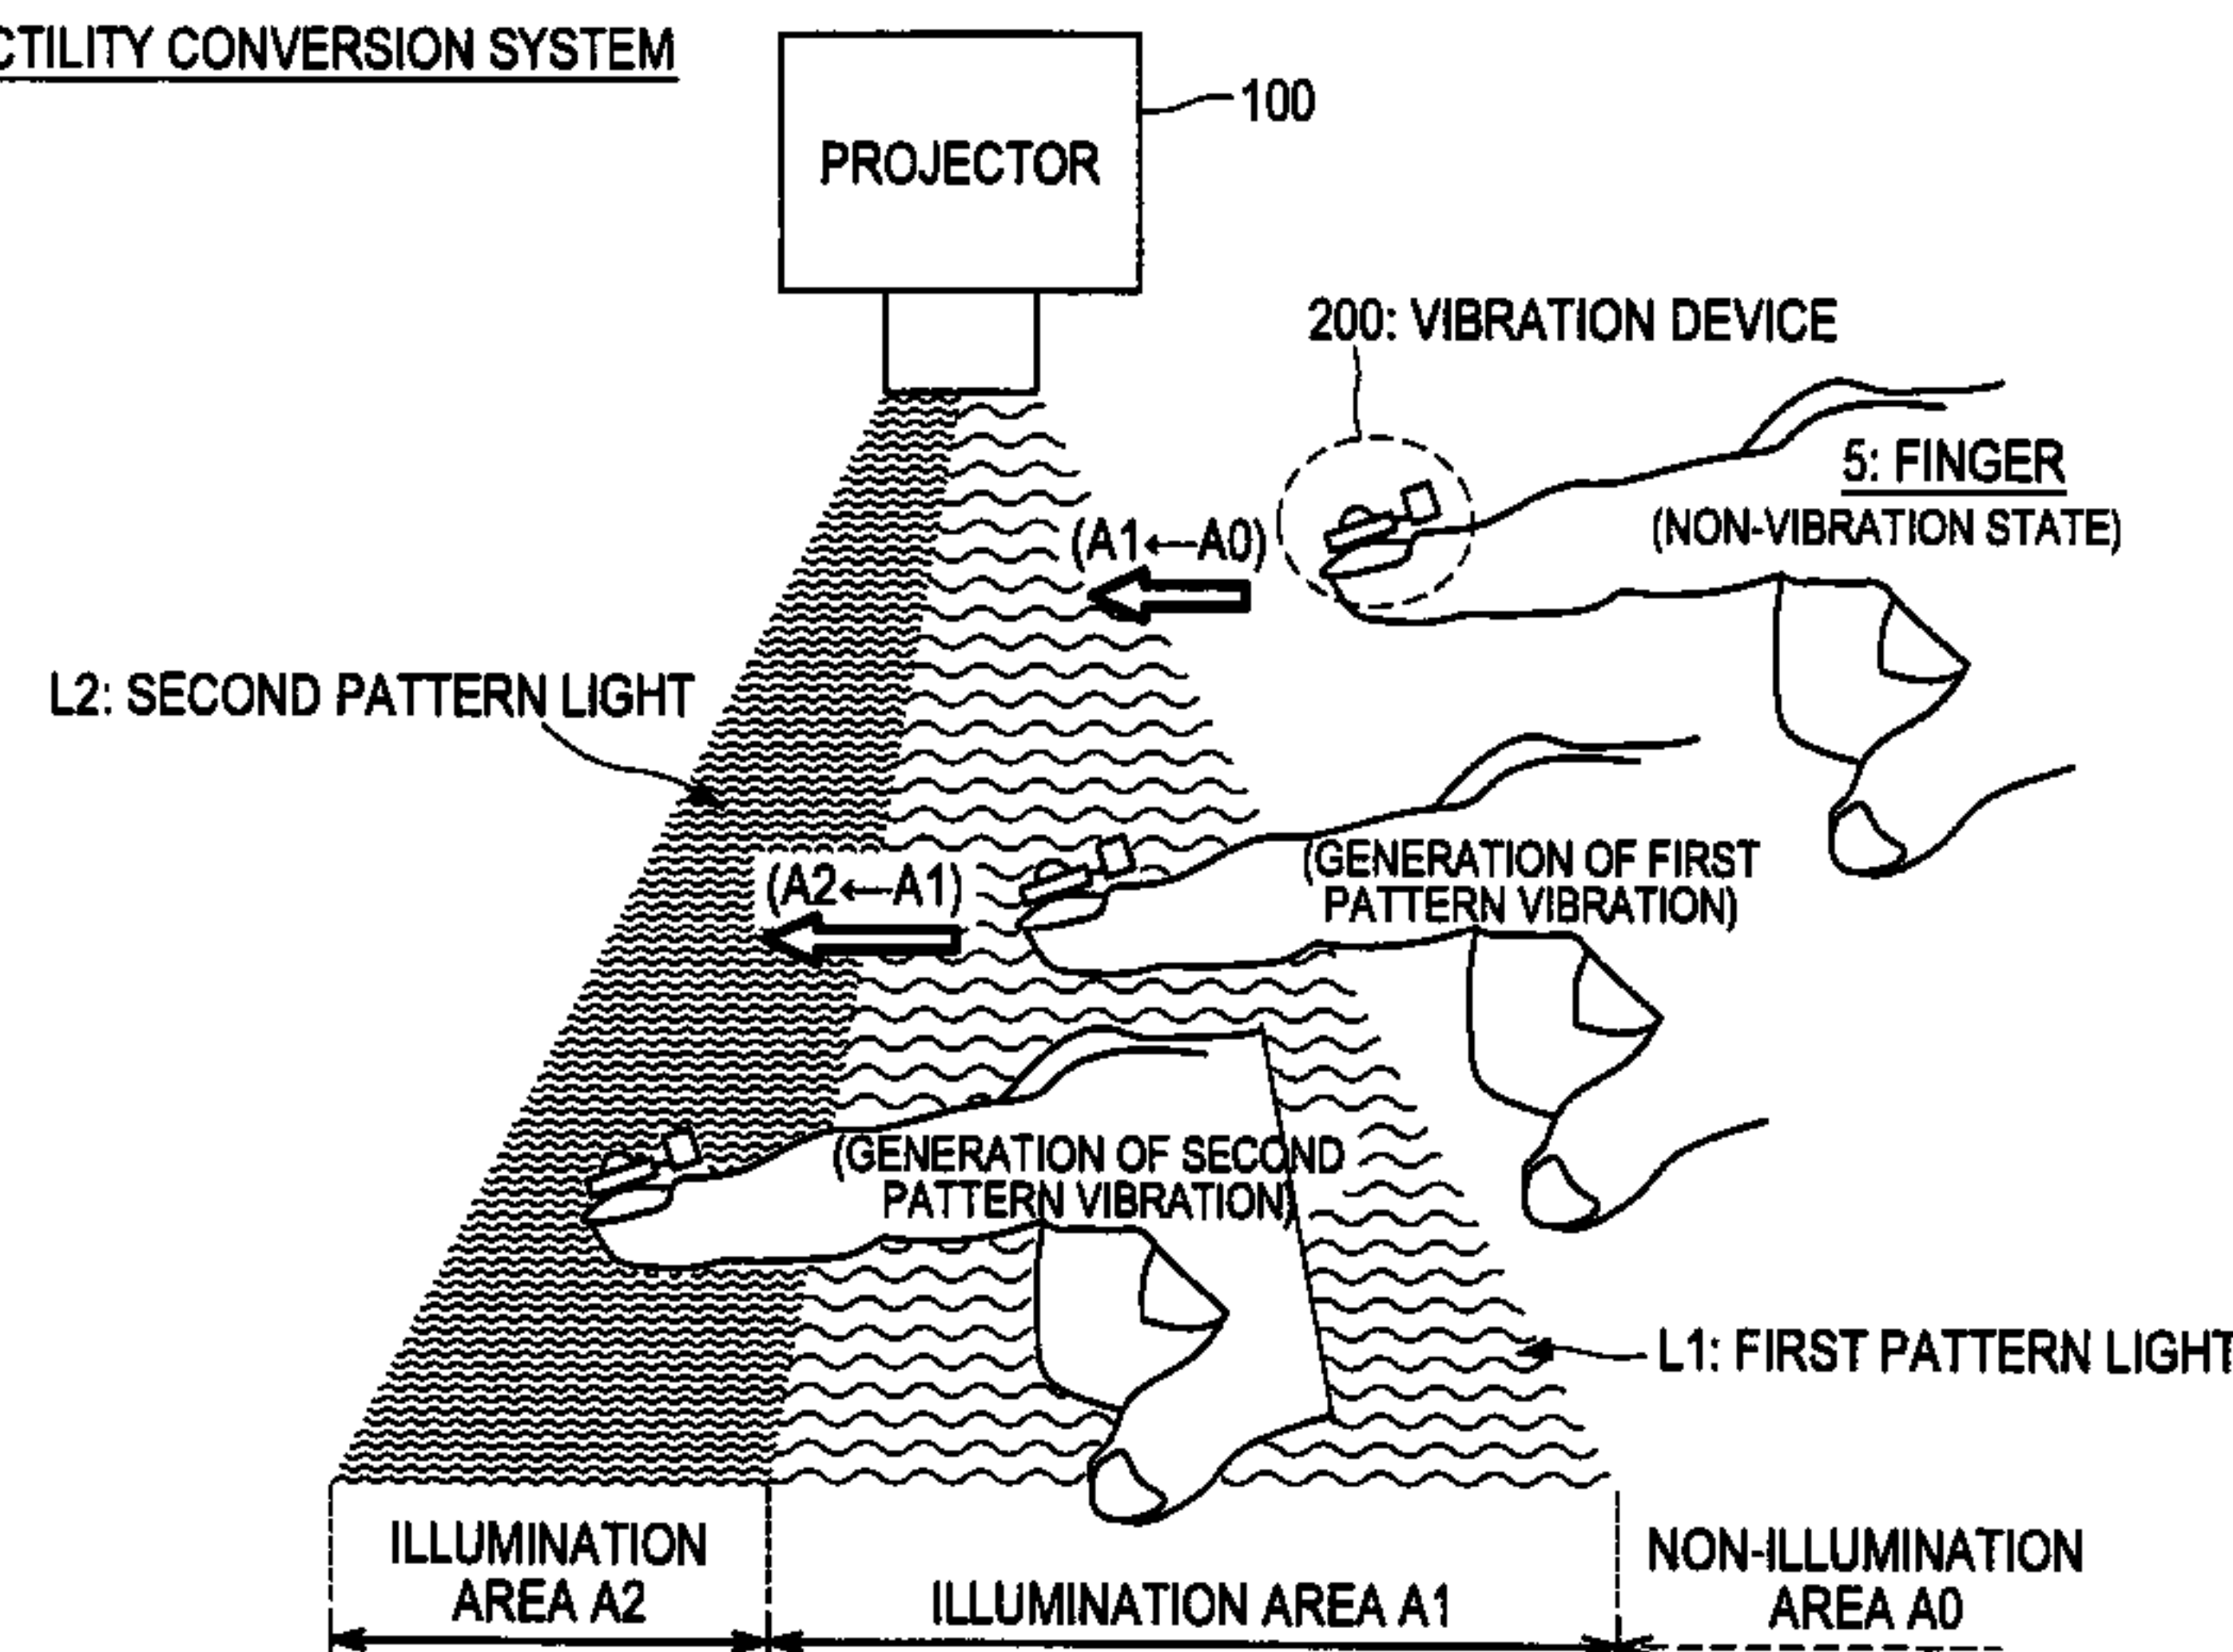 CTILITY CONVERSION SYSTEM
PROJECTOR
100
200: VIBRATION DEVICE
5: FINGER
(NON-VIBRATION STATE)
(A1←A0)
L2: SECOND PATTERN LIGHT
(A2←A1)
(GENERATION OF FIRST
PATTERN VIBRATION)
(GENERATION OF SECOND
PATTERN VIBRATION)
L1: FIRST PATTERN LIGHT
ILLUMINATION
AREA A2
ILLUMINATION AREA A1
NON-ILLUMINATION
AREA A0